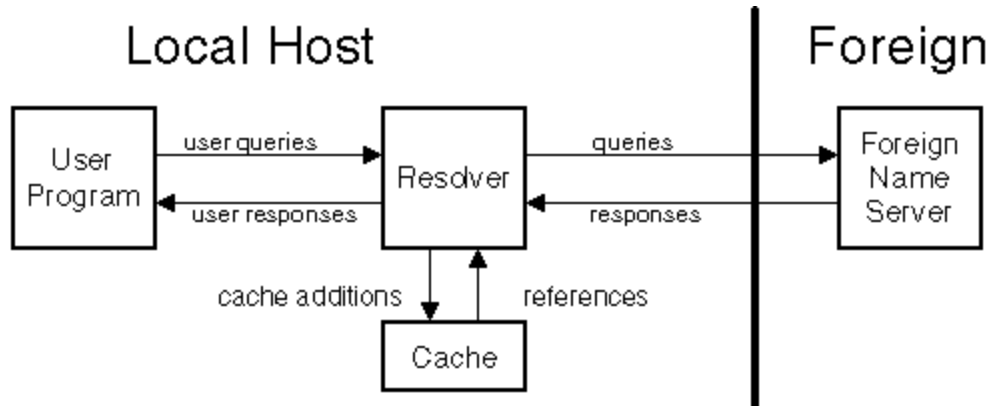 Local Host
Foreign
User
Program
user queries
user responses
Resolver
queries
responses
Foreign
Name
Server
cache additions
references
Cache